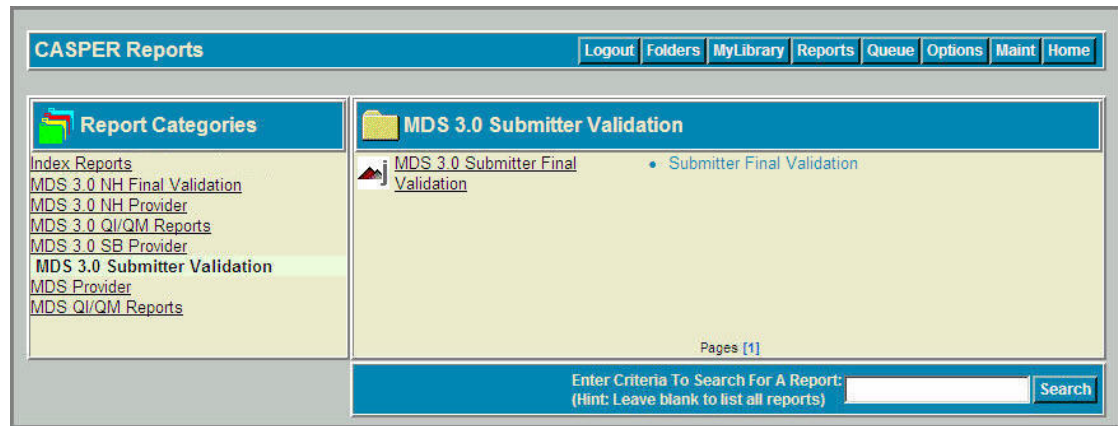 CASPER Reports
Logout Folders MyLibrary Reports Queue Options Maint Home
Report Categories
Index Reports
MDS 3.0 NH Final Validation
MDS 3.0 NH Provider
MDS 3.0 QI/QM Reports
MDS 3.0 SB Provider
MDS 3.0 Submitter Validation
MDS Provider
MDS QI/QM Reports
MDS 3.0 Submitter Validation
MDS 3.0 Submitter Final
Validation
• Submitter Final Validation
Pages [1]
Enter Criteria To Search For A Report:
(Hint: Leave blank to list all reports)
Search